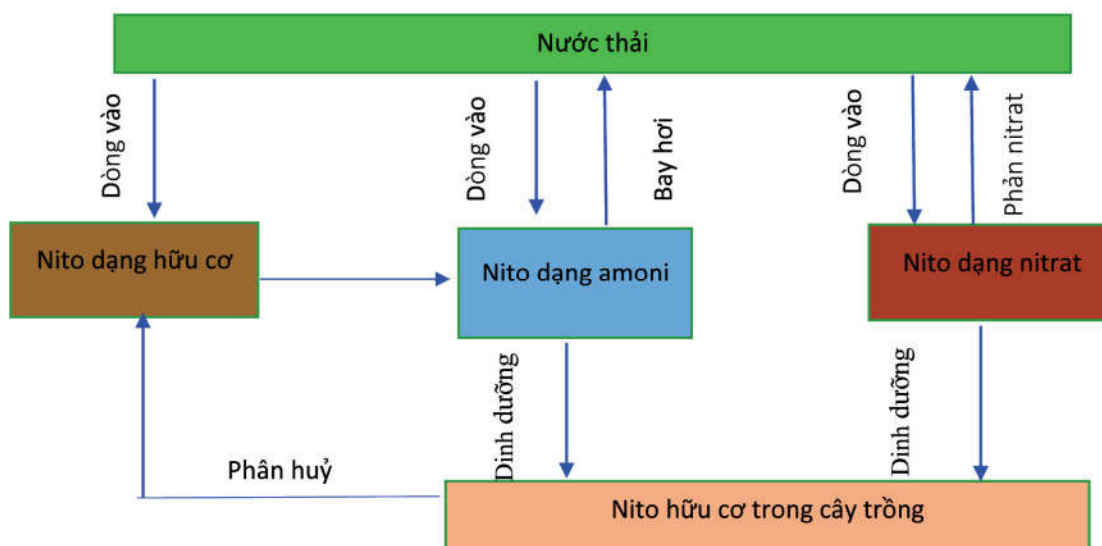 Nước thải
Dòng vào
Dòng vào
Bay hơi
Dòng vào
Phản nitrat
Nito dạng hữu cơ
Nito dạng amoni
Nito dạng nitrat
Dinh dưỡng
Dinh dưỡng
Phân huỷ
Nito hữu cơ trong cây trồng